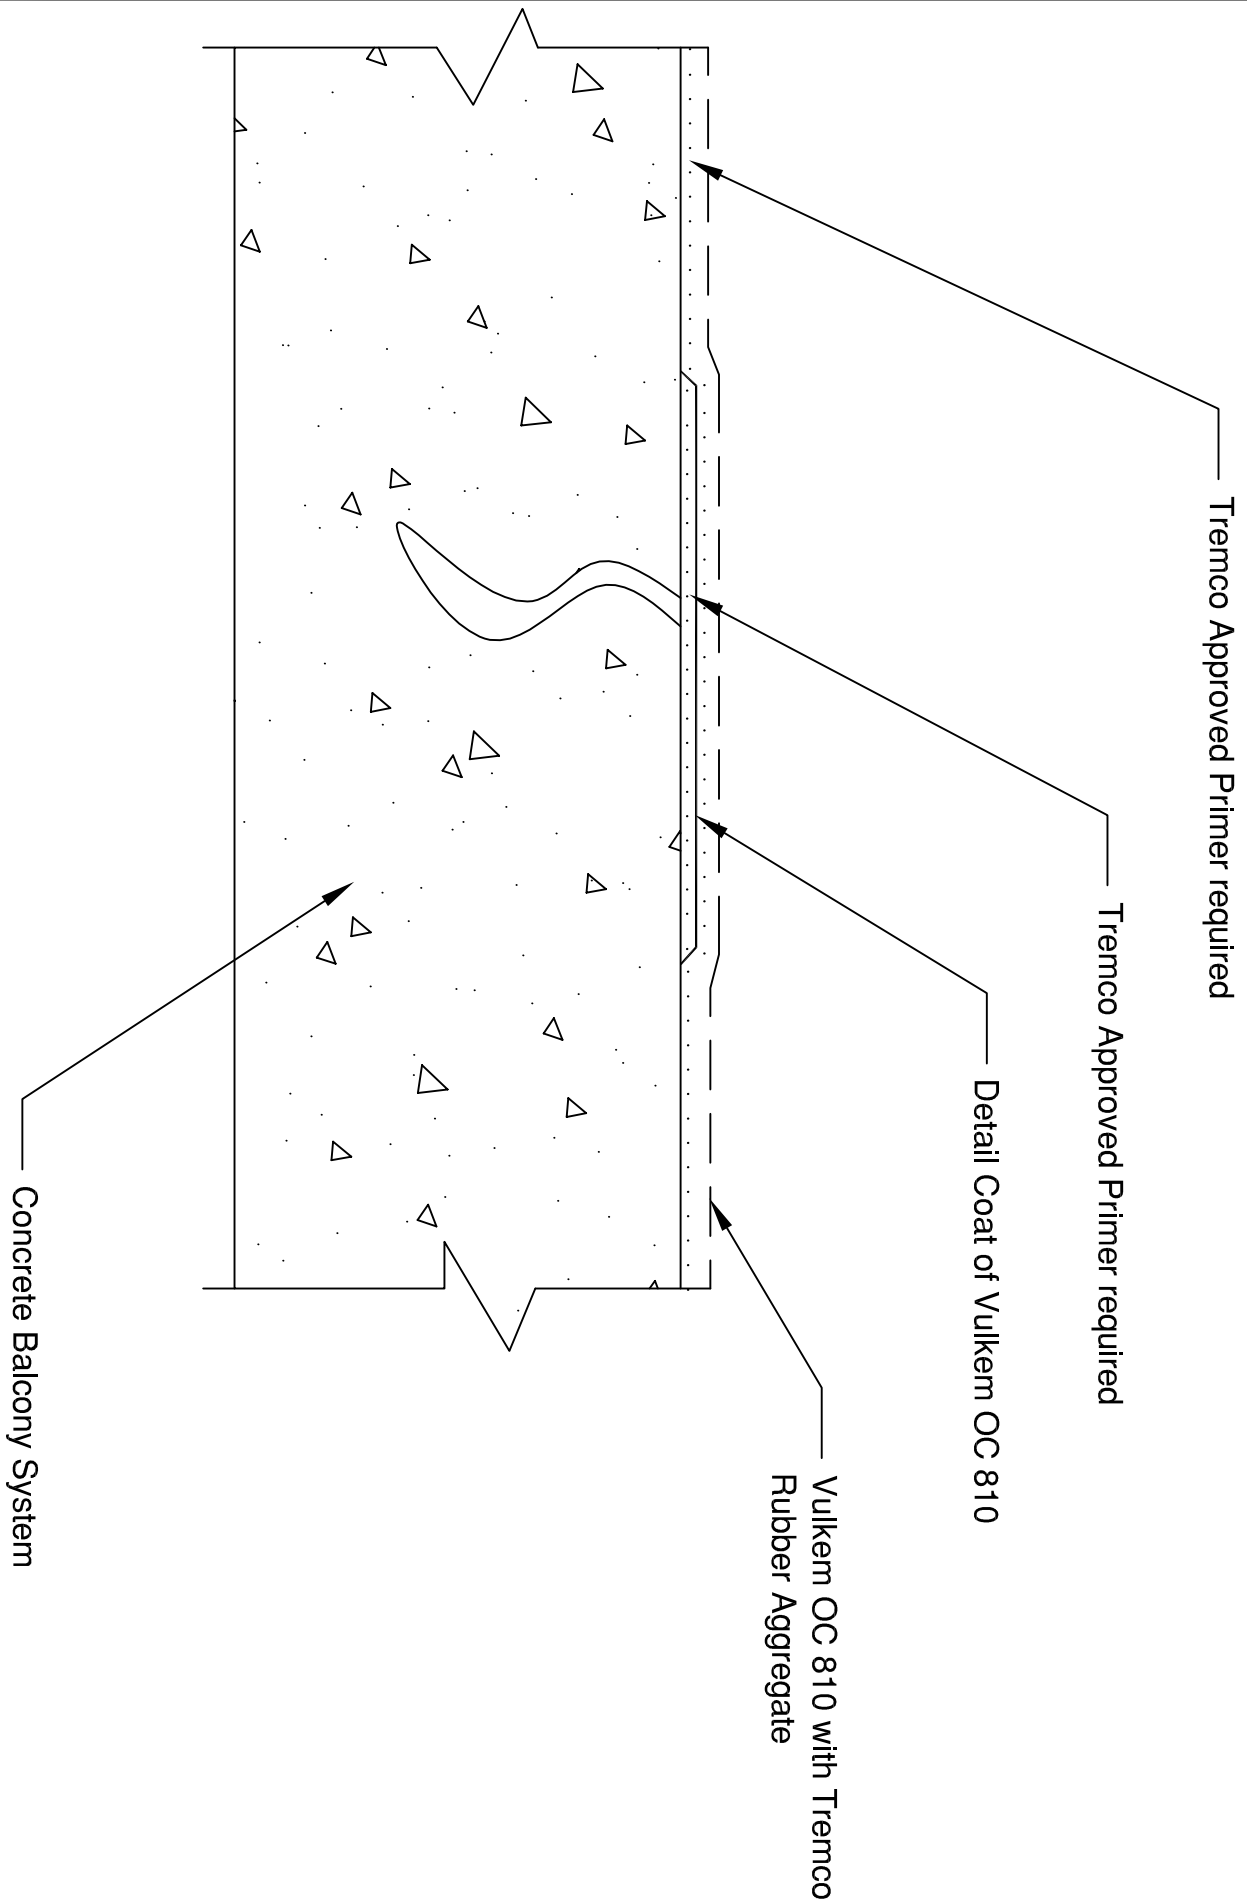 Tremco Approved Primer required
Tremco Approved Primer required
Detail Coat of Vulkem OC 810
Vulkem OC 810 with Tremco
Rubber Aggregate
Concrete Balcony System